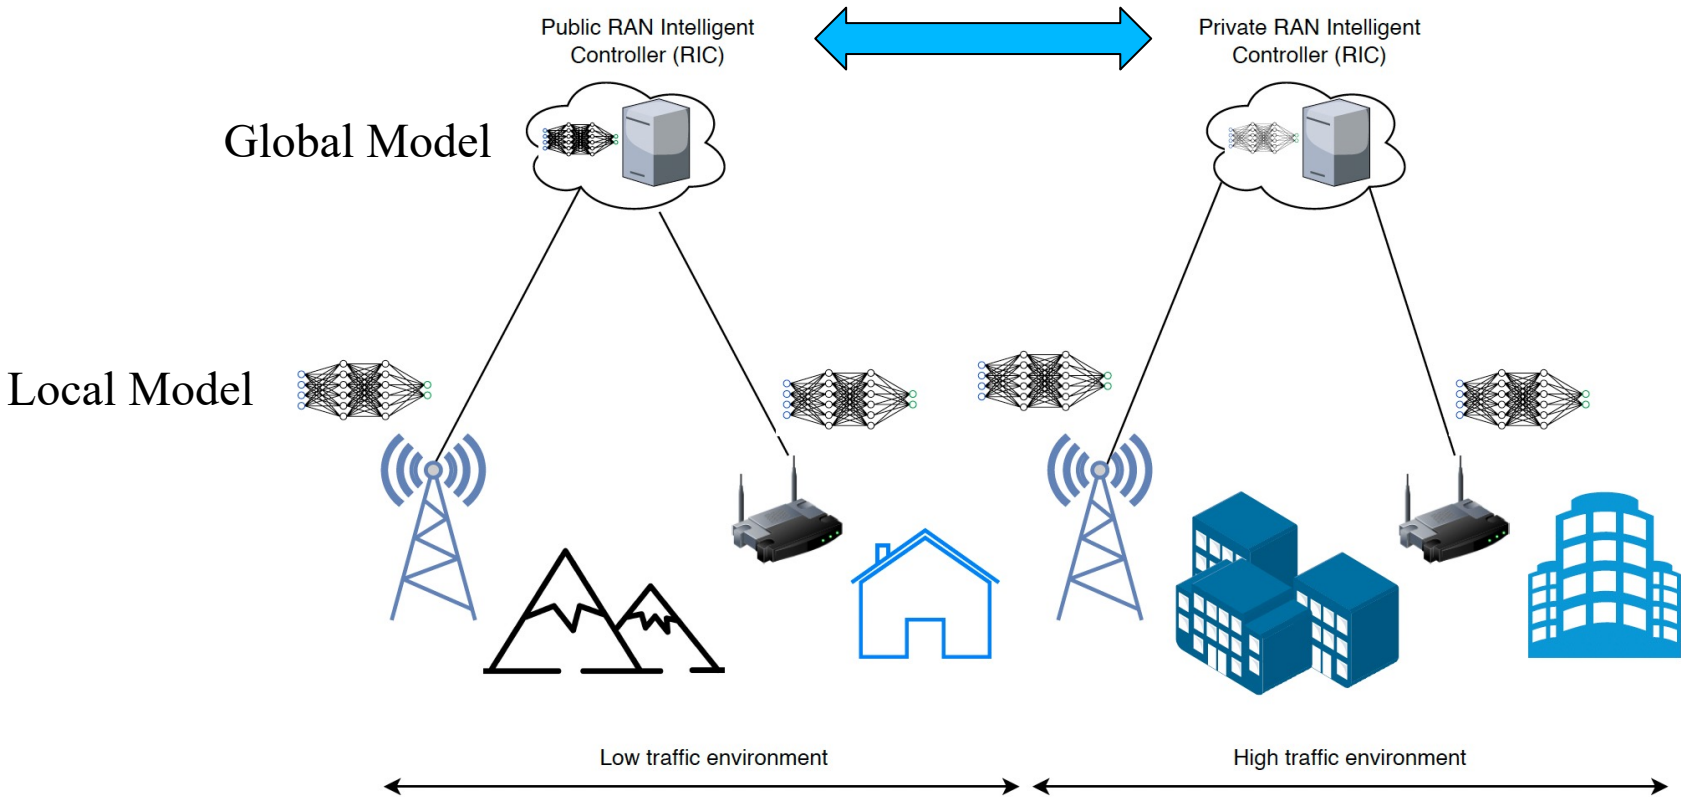 Public RAN Intelligent
Controller (RIC)
Private RAN Intelligent
Controller (RIC)
Global Model
Local Model
Low traffic environment
High traffic environment